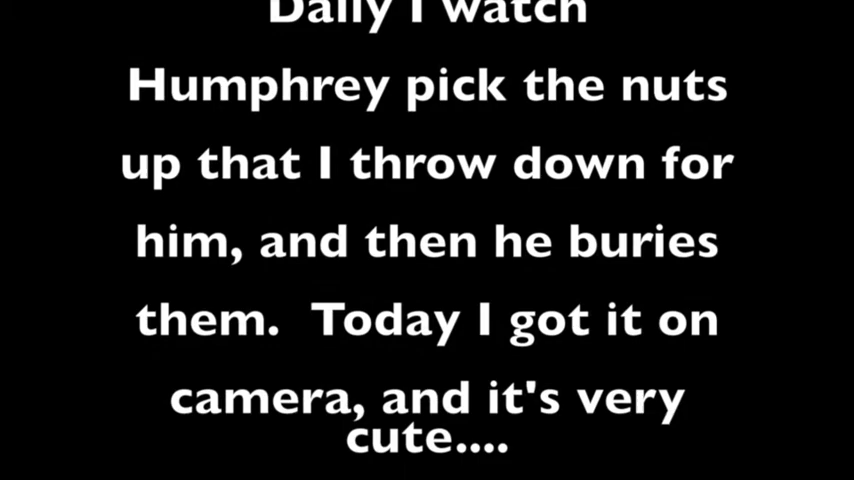 Daily I watch
Humphrey pick the nuts
up that I throw down for
him, and then he buries
them.  Today I got it on
camera, and it's very
cute....